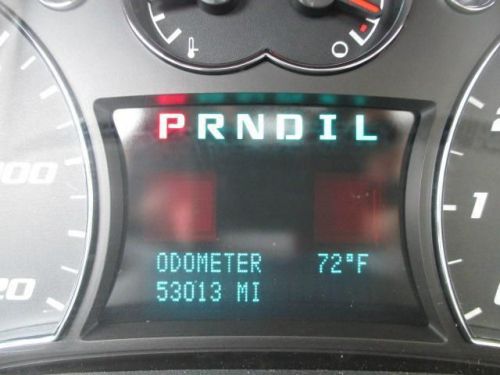 PRNDIL
ODOMETER 72°F
53013 MI